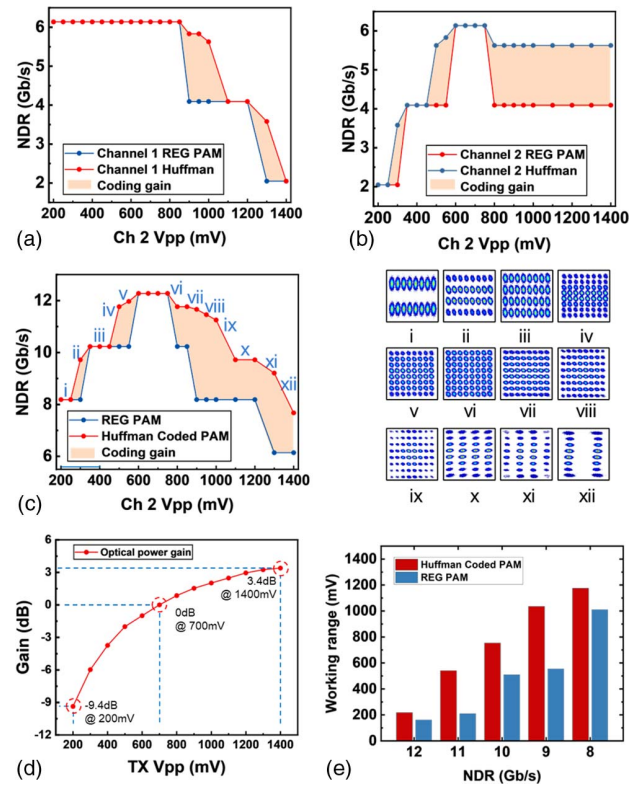 NDR (Gb/s)
6
5
4
3
2
Channel 1 REG PAM
Channel 1 Huffman
Coding gain
200 400 600 800 1000 1200 1400
(a)
Ch 2 Vpp (mV)
NDR (Gb/s)
6
5
4
3
2
Channel 2 REG PAM
Channel 2 Huffman
Coding gain
200 400 600 800 1000 1200 1400
(b)
Ch 2 Vpp (mV)
NDR (Gb/s)
12
10
8
6
i
ii
iii
iv
v
vi
vii
viii
ix
x
xi
xii
REG PAM
Huffman Coded PAM
Coding gain
200 400 600 800 1000 1200 1400
(c)
Ch 2 Vpp (mV)
i ii iii iv
v vi vii viii
ix x xi xii
Gain (dB)
6
3
0
-3
-6
-9
-12
Optical power gain
3.4dB
@ 1400mV
0dB
@ 700mV
-9.4dB
@ 200mV
200 400 600 800 1000 1200 1400
(d)
TX Vpp (mV)
Working range (mV)
1400
1200
1000
800
600
400
200
0
Huffman Coded PAM
REG PAM
12 11 10 9 8
(e)
NDR (Gb/s)